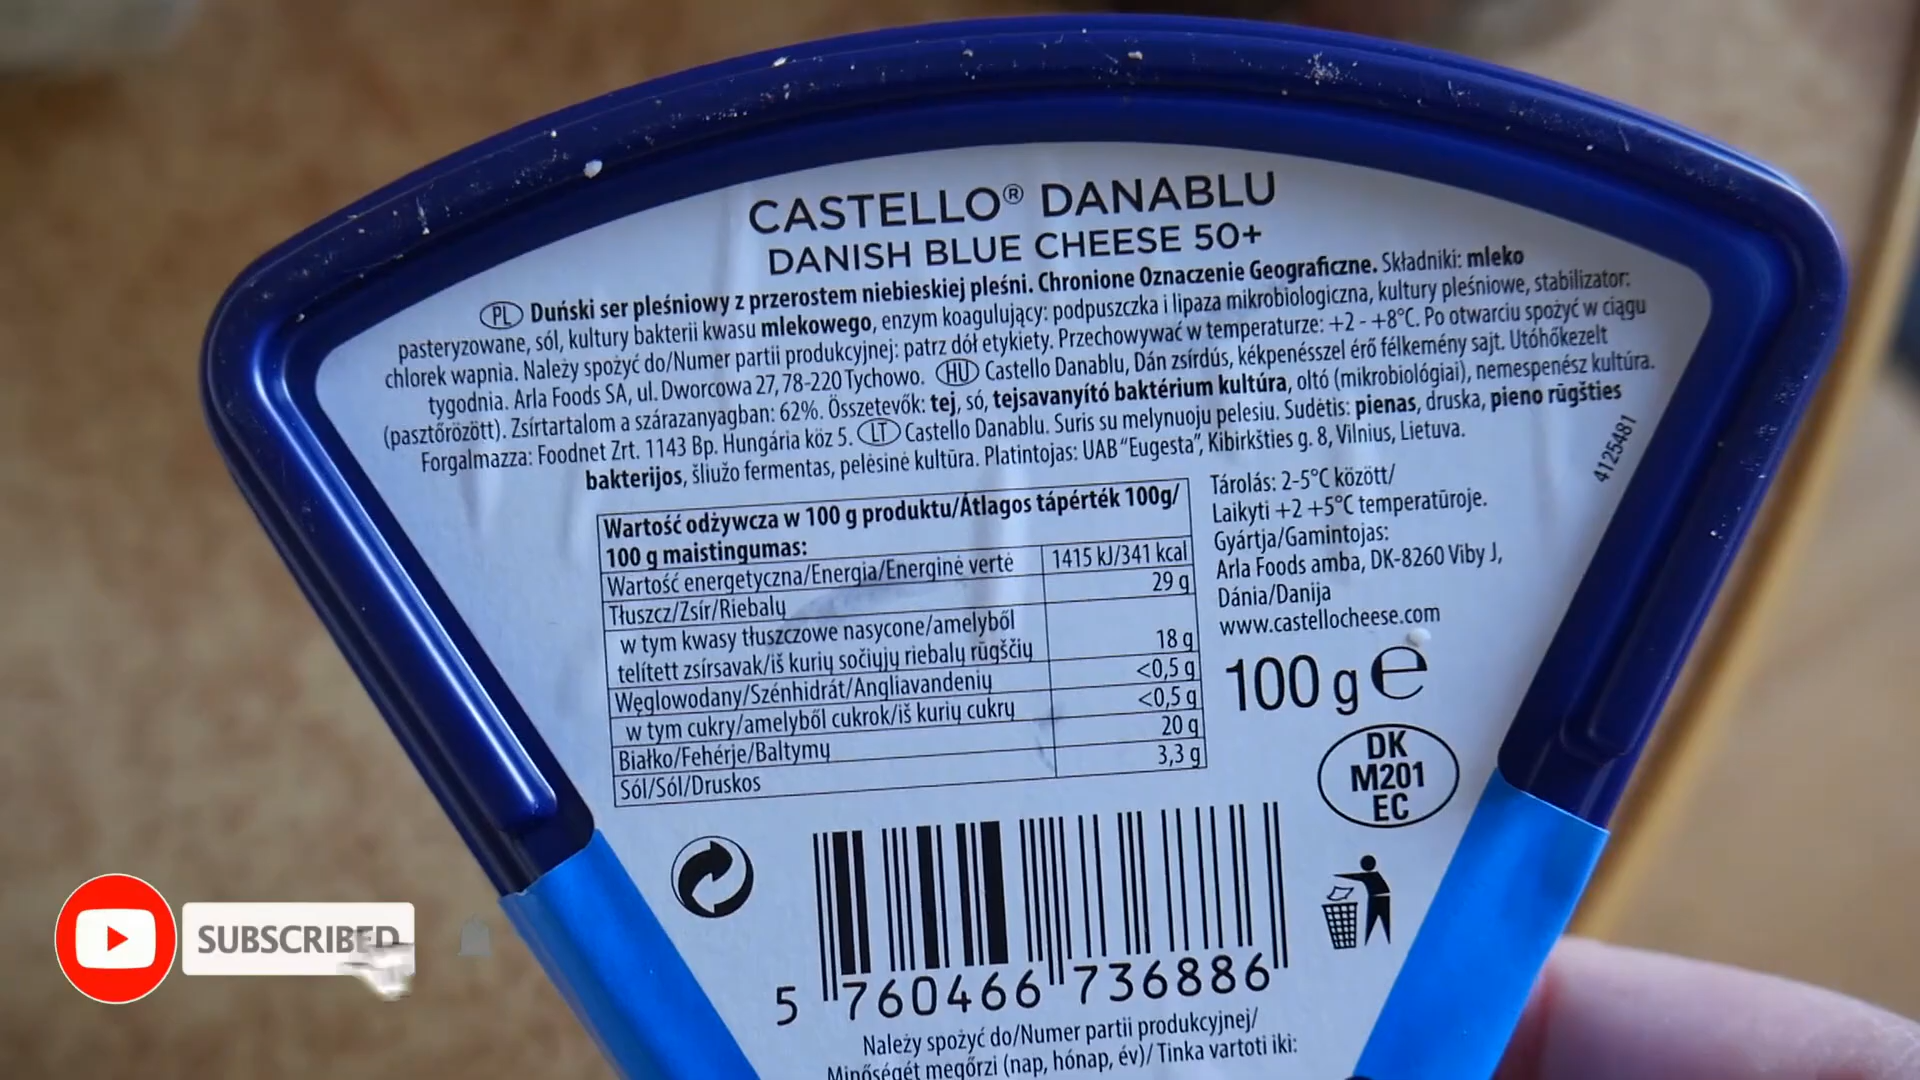 CASTELLO® DANABLU
DANISH BLUE CHEESE 50+
PL Duński ser pleśniowy z przerostem niebieskiej pleśni. Chronione Oznaczenie Geograficzne. Składniki: mleko
pasteryzowane, sól, kultury bakterii kwasu mlekowego, enzym koagulujący: podpuszczka i lipaza mikrobiologiczna, kultury pleśniowe, stabilizator:
chlorek wapnia. Należy spożyć do/Numer partii produkcyjnej: patrz dół etykiety. Przechowywać w temperaturze: +2 - +8°C. Po otwarciu spożyć w ciągu
tygodnia. Arla Foods SA, ul. Dworcowa 27, 78-220 Tychowo. HU Castello Danablu, Dán zsírdús, kékpenésszel érő félkemény sajt. Utóhőkezelt
(pasztőrözött). Zsírtartalom a szárazanyagban: 62%. Összetevők: tej, só, tejsavanyító baktérium kultúra, oltó (mikrobiológiai), nemespenész kultúra.
Forgalmazza: Foodnet Zrt. 1143 Bp. Hungária köz 5. LT Castello Danablu. Suris su melynuoju pelesiu. Sudėtis: pienas, druska, pieno rūgšties
bakterijos, šliužo fermentas, pelėsinė kultūra. Platintojas: UAB "Eugesta", Kibirkšties g. 8, Vilnius, Lietuva.
4125481
Wartość odżywcza w 100 g produktu/Átlagos tápérték 100g/
100 g maistingumas:
Wartość energetyczna/Energia/Energinė vertė 1415 kJ/341 kcal
Tłuszcz/Zsír/Riebalų 29 g
w tym kwasy tłuszczowe nasycone/amelyből
telített zsírsavak/iš kurių sočiųjų riebalų rūgščių 18 g
Węglowodany/Szénhidrát/Angliavandenių <0,5 g
w tym cukry/amelyből cukrok/iš kurių cukrų <0,5 g
Białko/Fehérje/Baltymų 20 g
Sól/Só/Druskos 3,3 g
Tárolás: 2-5°C között/
Laikyti +2 +5°C temperatūroje.
Gyártja/Gamintojas:
Arla Foods amba, DK-8260 Viby J,
Dánia/Danija
www.castellocheese.com
100 g e
DK
M201
EC
5 760466 736886
Należy spożyć do/Numer partii produkcyjnej/
Minőségét megőrzi (nap, hónap, év)/Tinka vartoti iki:
SUBSCRIBED